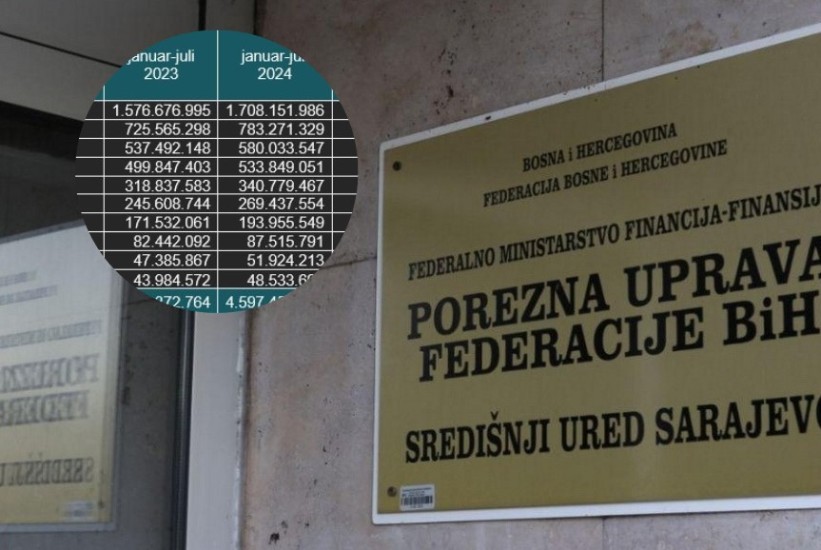 januar-juli
2023
2024
1.576.676.995 1.708.151.986
725.565.298 783.271.329
537.492.148 580.033.547
499.847.403 533.849.051
318.837.583 340.779.467
245.608.744 269.437.554
171.532.061 193.955.549
82.442.092 87.515.791
47.385.867 51.924.213
43.984.572
BOSNA i HERCEGOVINA
FEDERACIJA BOSNE i HERCEGOVINE
FEDERALNO MINISTARSTVO FINANCIJA-FINANSIJ
POREZNA UPRAVA
FEDERACIJE BiH
SREDIŠNJI URED SARAJEVO